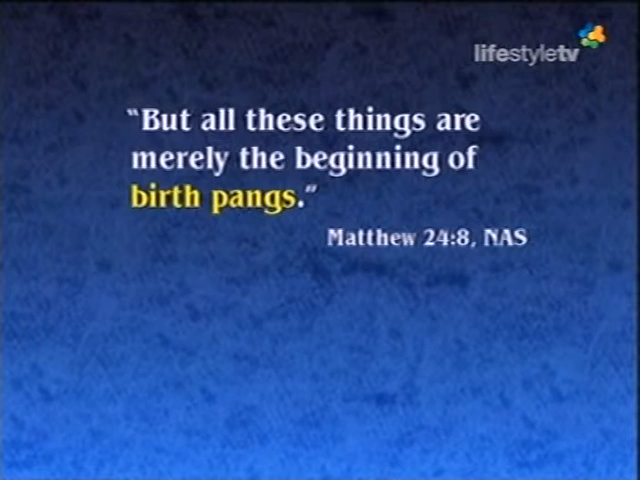 lifestyletv
"But all these things are
merely the beginning of
birth pangs."
Matthew 24:8, NAS